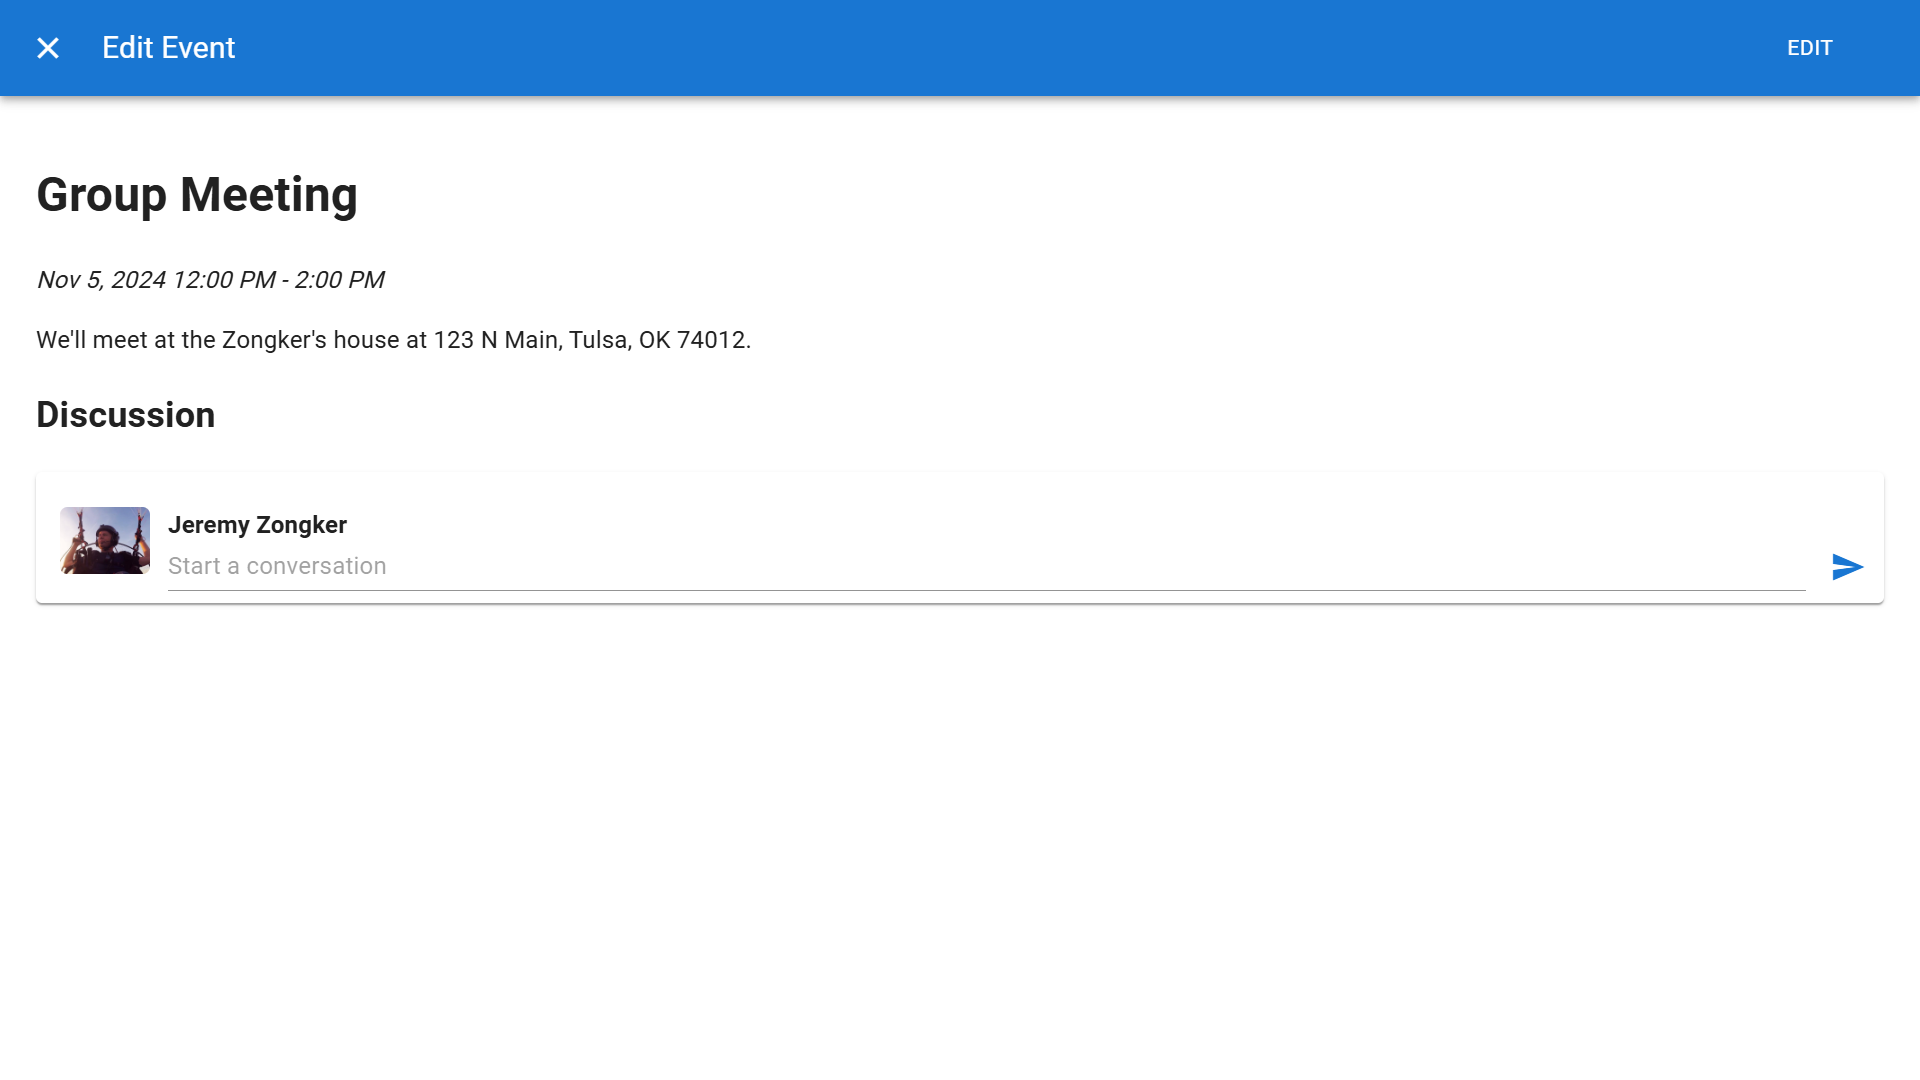 Edit Event
EDIT
Group Meeting
Nov 5, 2024 12:00 PM - 2:00 PM
We'll meet at the Zongker's house at 123 N Main, Tulsa, OK 74012.
Discussion
Jeremy Zongker
Start a conversation